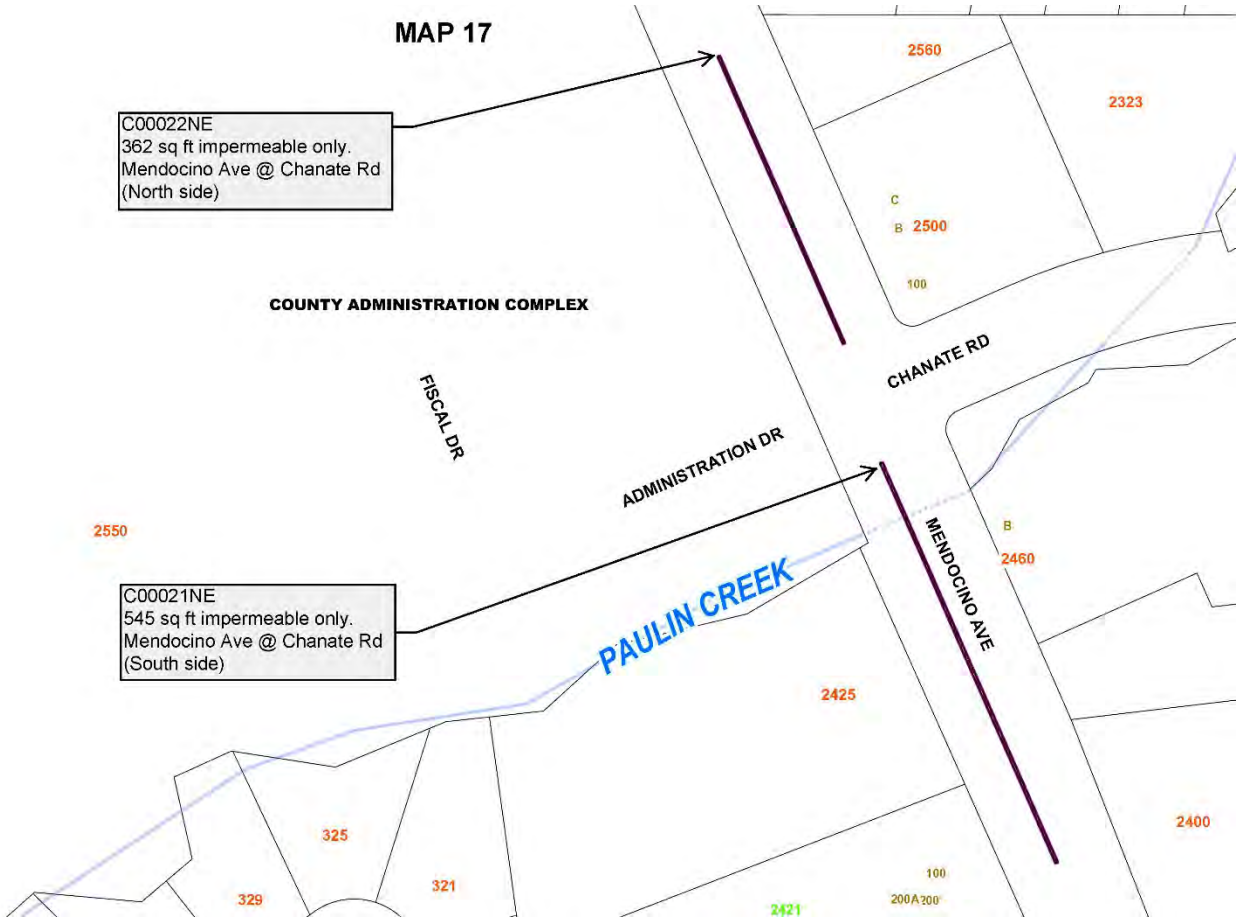 MAP 17
2560
2323
C00022NE
362 sq ft impermeable only.
Mendocino Ave @ Chanate Rd
(North side)
C
B 2500
100
COUNTY ADMINISTRATION COMPLEX
CHANATE RD
FISCAL DR
ADMINISTRATION DR
2550
B
2460
MENDOCINO AVE
C00021NE
545 sq ft impermeable only.
Mendocino Ave @ Chanate Rd
(South side)
PAULIN CREEK
2425
2400
325
321
329
100
200A200
2421